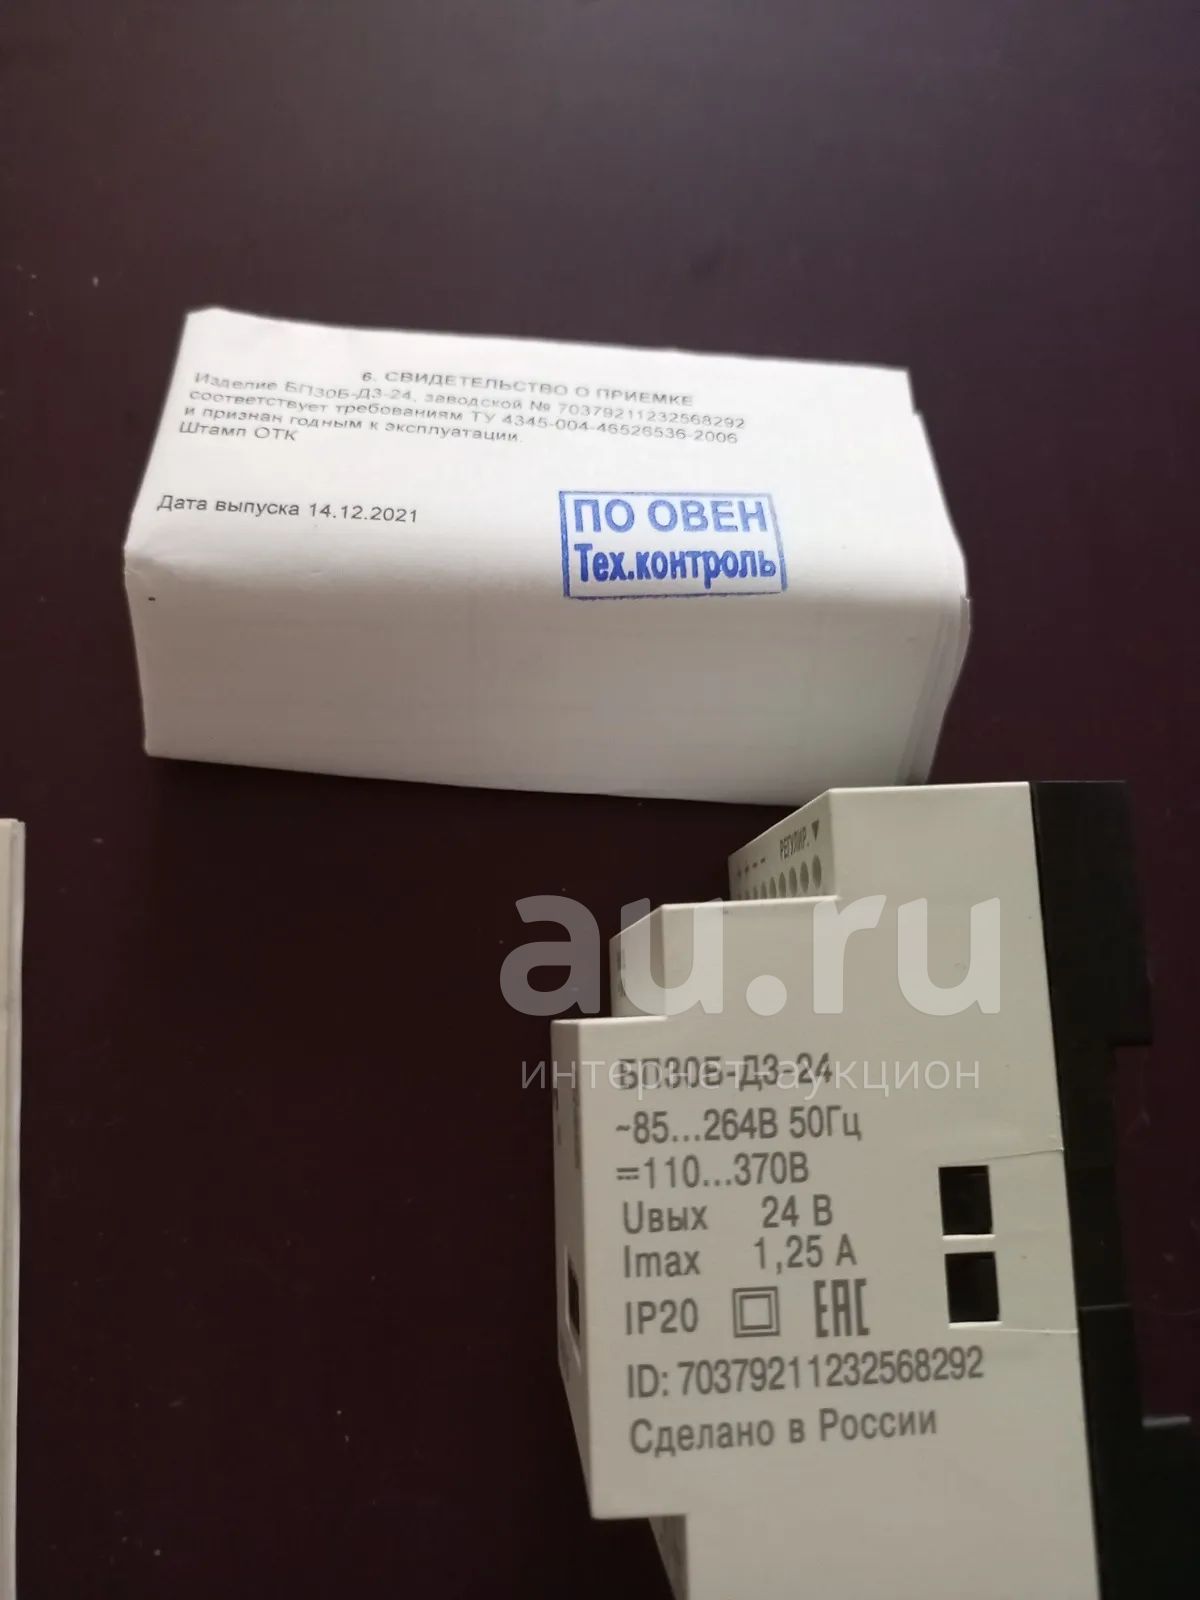 6. СВИДЕТЕЛЬСТВО О ПРИЕМКЕ
Изделие БП30Б-Д3-24, заводской № 70379211232568292
соответствует требованиям ТУ 4345-004-46526536-2006
и признан годным к эксплуатации.
Штамп ОТК
Дата выпуска 14.12.2021
ПО ОВЕН
Тех.контроль
РЕГУЛИР.
au.ru
интернет-аукцион
БП30Б-Д3-24
~85...264В 50Гц
=110...370В
Uвых 24 В
Imax 1,25 А
IP20 EAC
ID: 70379211232568292
Сделано в России